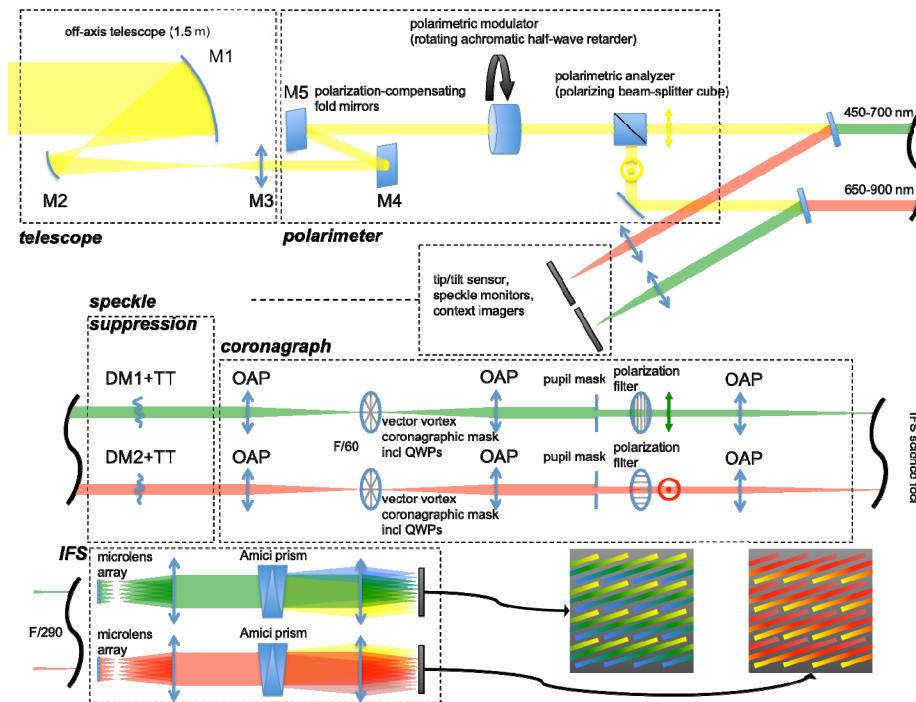 off-axis telescope (1.5 m)
M1
M2
M3
telescope
polarimetric modulator
(rotating achromatic half-wave retarder)
M5
polarization-compensating
fold mirrors
polarimetric analyzer
(polarizing beam-splitter cube)
M4
polarimeter
450-700 nm
650-900 nm
tip/tilt sensor,
speckle monitors,
context imagers
speckle
suppression
coronagraph
DM1+TT
OAP
OAP
pupil mask
polarization
filter
OAP
F/60
vector vortex
coronagraphic mask
incl QWPs
DM2+TT
OAP
OAP
pupil mask
polarization
filter
OAP
vector vortex
coronagraphic mask
incl QWPs
IFS
microlens
array
Amici prism
F/290
microlens
array
Amici prism